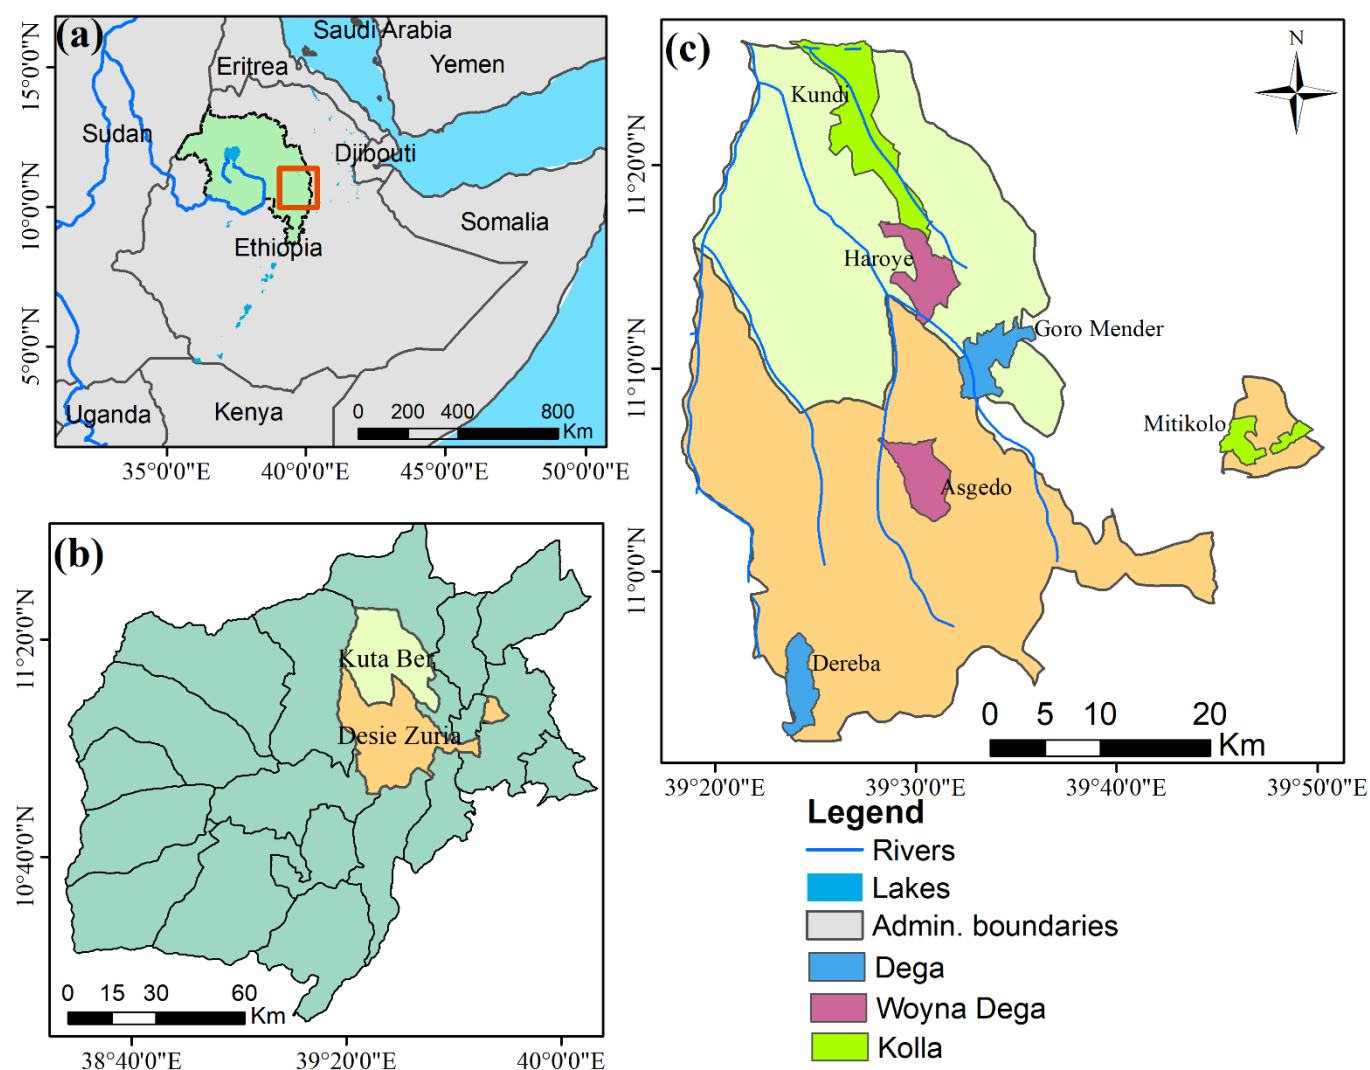 (a)
Saudi Arabia
Eritrea
Yemen
Sudan
Djibouti
Somalia
Ethiopia
Uganda
Kenya
0 200 400 800
Km
15°0'0"N
10°0'0"N
5°0'0"N
35°0'0"E 40°0'0"E 45°0'0"E 50°0'0"E
(b)
Kuta Ber
Desie Zuria
0 15 30 60
Km
11°20'0"N
10°40'0"N
38°40'0"E 39°20'0"E 40°0'0"E
(c)
N
Kundi
Haroye
Goro Mender
Mitikolo
Asgedo
Dereba
0 5 10 20
Km
11°20'0"N
11°10'0"N
11°0'0"N
39°20'0"E 39°30'0"E 39°40'0"E 39°50'0"E
Legend
Rivers
Lakes
Admin. boundaries
Dega
Woyna Dega
Kolla